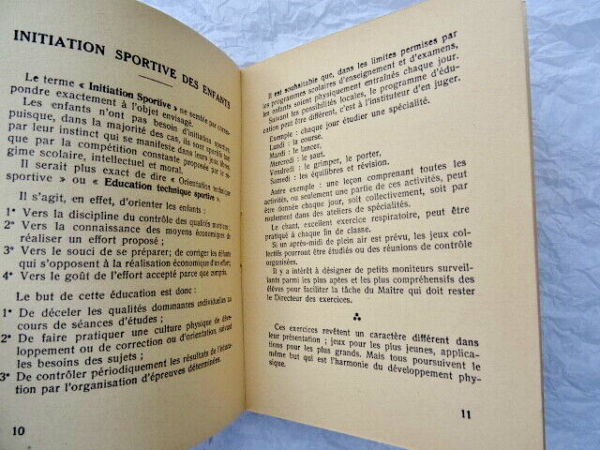 INITIATION SPORTIVE DES ENFANTS
Le terme « Initiation Sportive » ne semble pas corres-
pondre exactement à l'objet envisagé.
Les enfants n'ont pas besoin d'initiation sportive,
puisque, dans la majorité des cas, ils sont sportifs tant
par leur instinct qui se manifeste dans leurs jeux libres
que par la compétition constante proposée par le ré-
gime scolaire, intellectuel et moral.
Il serait plus exact de dire « Orientation technique
sportive » ou « Education technique sportive ».
Il s'agit, en effet, d'orienter les enfants :
1° Vers la discipline du contrôle des qualités motrices ;
2° Vers la connaissance des moyens économiques de
réaliser un effort proposé ;
3° Vers le souci de se préparer; de corriger les défauts
qui s'opposent à la réalisation économique d'un effort.
4° Vers le goût de l'effort accepté parce que compris.
Le but de cette éducation est donc :
1° De déceler les qualités dominantes individuelles au
cours de séances d'études ;
2° De faire pratiquer une culture physique de déve-
loppement ou de correction ou d'orientation, suivant
les besoins des sujets ;
3° De contrôler périodiquement les résultats de l'éduca-
tion par l'organisation d'épreuves déterminées.
10
Il est souhaitable que, dans les limites permises par
les programmes scolaires d'enseignement et d'examens,
les enfants soient physiquement entraînés chaque jour.
Suivant les possibilités locales, le programme d'édu-
cation peut être différent, c'est à l'instituteur d'en juger.
Exemple : chaque jour étudier une spécialité.
Lundi : la course.
Mardi : le lancer.
Mercredi : le saut.
Vendredi : le grimper, le porter,
Samedi : les équilibres et révision.
Autre exemple : une leçon comprenant toutes les
activités, ou une partie seulement de ces activités, peut
être donnée chaque jour, soit collectivement, soit par
roulement dans des ateliers de spécialités.
Le chant, excellent exercice respiratoire, peut être
pratiqué à chaque fin de classe.
Si un après-midi de plein air est prévu, les jeux collectifs
pourront être étudiés ou des réunions de contrôle
organisées.
Il y a intérêt à désigner de petits moniteurs surveil-
lants parmi les plus aptes et les plus compréhensifs des
élèves pour faciliter la tâche du Maître qui doit rester
le Directeur des exercices.
Ces exercices revêtent un caractère différent dans
leur présentation ; jeux pour les plus jeunes, applica-
tions pour les plus grands. Mais tous poursuivent le
même but qui est l'harmonie du développement phy-
sique.
11